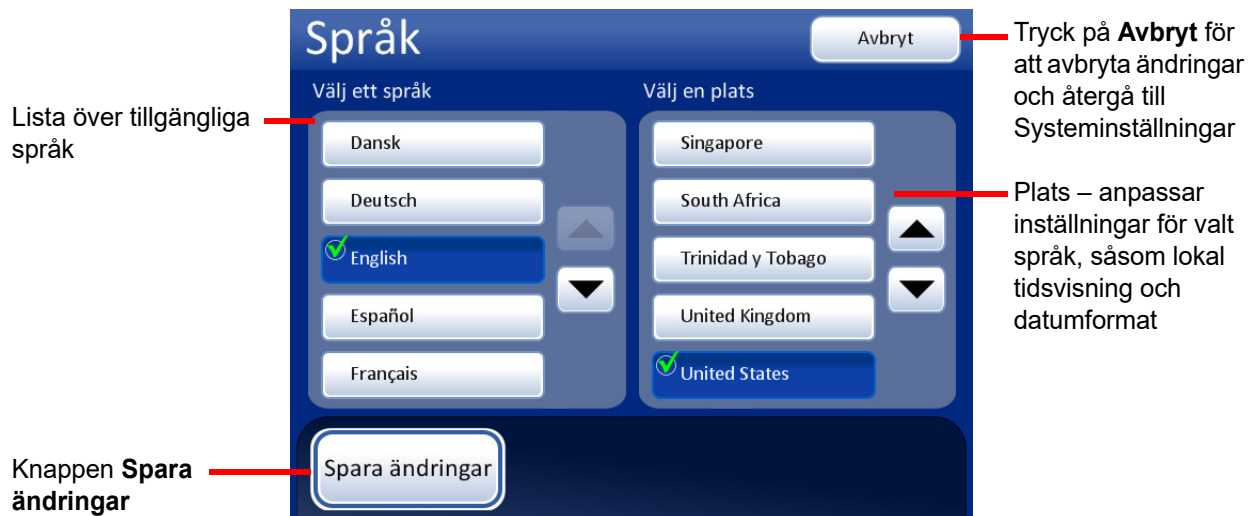 Språk
Avbryt
Tryck på Avbryt för
att avbryta ändringar
och återgå till
Systeminställningar
Välj ett språk
Välj en plats
Lista över tillgängliga
språk
Dansk
Deutsch
English
Español
Français
Singapore
South Africa
Trinidad y Tobago
United Kingdom
United States
Plats – anpassar
inställningar för valt
språk, såsom lokal
tidsvisning och
datumformat
Knappen Spara
ändringar
Spara ändringar